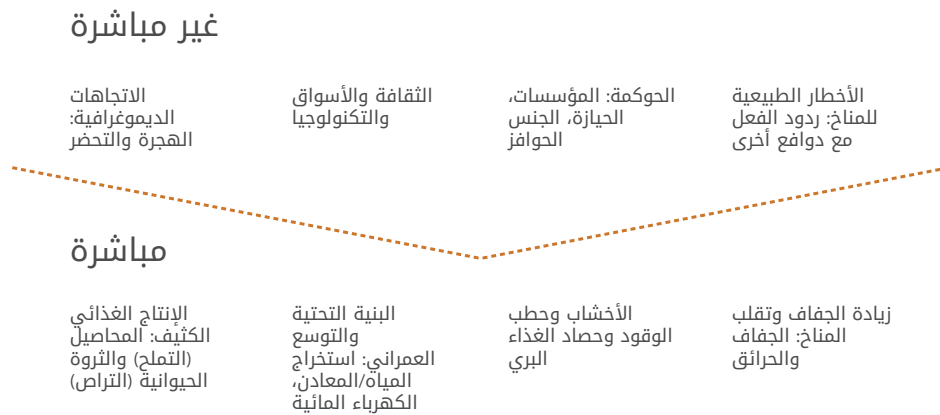 غير مباشرة
الأخطار الطبيعية
للمناخ: ردود الفعل
مع دوافع أخرى
الحوكمة: المؤسسات،
الحيازة، الجنس
الحوافز
الثقافة والأسواق
والتكنولوجيا
الاتجاهات
الديموغرافية:
الهجرة والتحضر
مباشرة
زيادة الجفاف وتقلب
المناخ: الجفاف
والحرائق
الأخشاب وحطب
الوقود وحصاد الغذاء
البري
البنية التحتية
والتوسع
العمراني: استخراج
المياه/المعادن،
الكهرباء المائية
الإنتاج الغذائي
الكثيف: المحاصيل
(التملح) والثروة
الحيوانية (التراص)